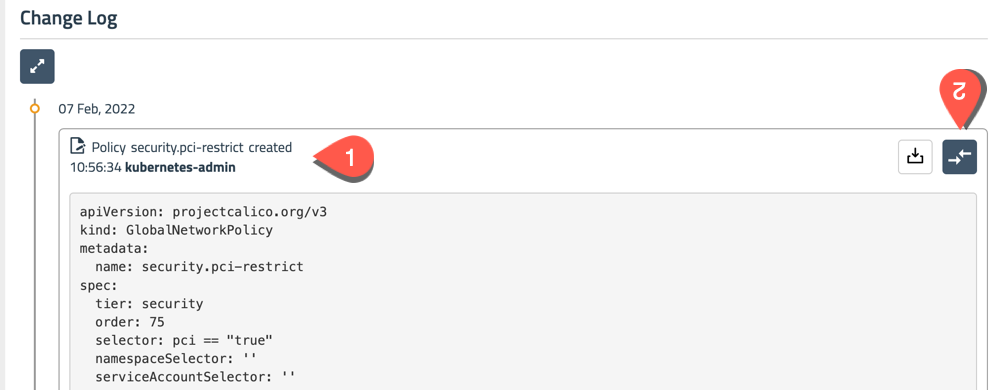 Change Log
07 Feb, 2022
2
Policy security.pci-restrict created
10:56:34 kubernetes-admin
1
apiVersion: projectcalico.org/v3
kind: GlobalNetworkPolicy
metadata:
  name: security.pci-restrict
spec:
  tier: security
  order: 75
  selector: pci == "true"
  namespaceSelector: ''
  serviceAccountSelector: ''